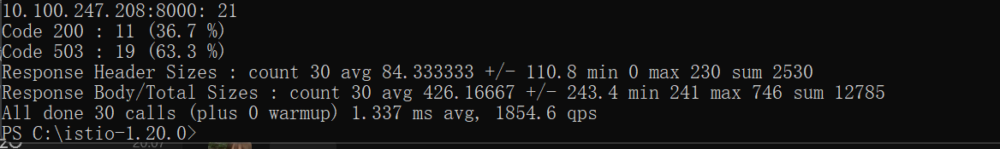 10.100.247.208:8000: 21
Code 200 : 11 (36.7 %)
Code 503 : 19 (63.3 %)
Response Header Sizes : count 30 avg 84.333333 +/- 110.8 min 0 max 230 sum 2530
Response Body/Total Sizes : count 30 avg 426.16667 +/- 243.4 min 241 max 746 sum 12785
All done 30 calls (plus 0 warmup) 1.337 ms avg, 1854.6 qps
PS C:\istio-1.20.0>